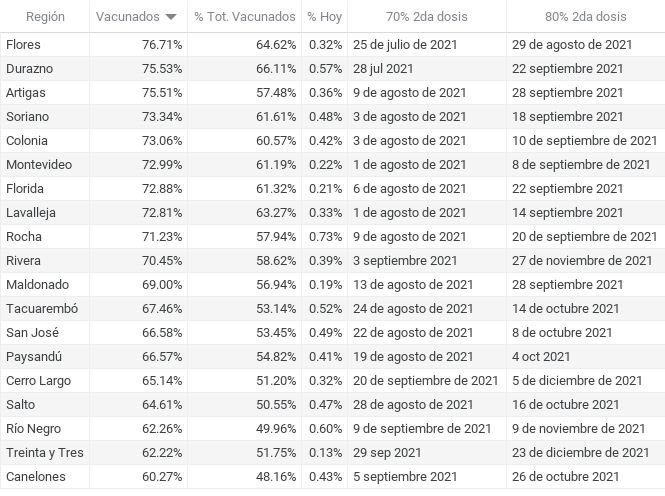 Región Vacunados % Tot. Vacunados % Hoy 70% 2da dosis 80% 2da dosis
Flores 76.71% 64.62% 0.32% 25 de julio de 2021 29 de agosto de 2021
Durazno 75.53% 66.11% 0.57% 28 jul 2021 22 septiembre 2021
Artigas 75.51% 57.48% 0.36% 9 de agosto de 2021 28 septiembre 2021
Soriano 73.34% 61.61% 0.48% 3 de agosto de 2021 18 septiembre 2021
Colonia 73.06% 60.57% 0.42% 3 de agosto de 2021 10 de septiembre de 2021
Montevideo 72.99% 61.19% 0.22% 1 de agosto de 2021 8 de septiembre de 2021
Florida 72.88% 61.32% 0.21% 6 de agosto de 2021 22 septiembre 2021
Lavalleja 72.81% 63.27% 0.33% 1 de agosto de 2021 14 septiembre 2021
Rocha 71.23% 57.94% 0.73% 9 de agosto de 2021 20 de septiembre de 2021
Rivera 70.45% 58.62% 0.39% 3 septiembre 2021 27 de noviembre de 2021
Maldonado 69.00% 56.94% 0.19% 13 de agosto de 2021 28 septiembre 2021
Tacuarembó 67.46% 53.14% 0.52% 24 de agosto de 2021 14 de octubre de 2021
San José 66.58% 53.45% 0.49% 22 de agosto de 2021 8 de octubre de 2021
Paysandú 66.57% 54.82% 0.41% 19 de agosto de 2021 4 oct 2021
Cerro Largo 65.14% 51.20% 0.32% 20 de septiembre de 2021 5 de diciembre de 2021
Salto 64.61% 50.55% 0.47% 28 de agosto de 2021 16 de octubre de 2021
Río Negro 62.26% 49.96% 0.60% 9 de septiembre de 2021 9 de noviembre de 2021
Treinta y Tres 62.22% 51.75% 0.13% 29 sep 2021 23 de diciembre de 2021
Canelones 60.27% 48.16% 0.43% 5 septiembre 2021 26 de octubre de 2021